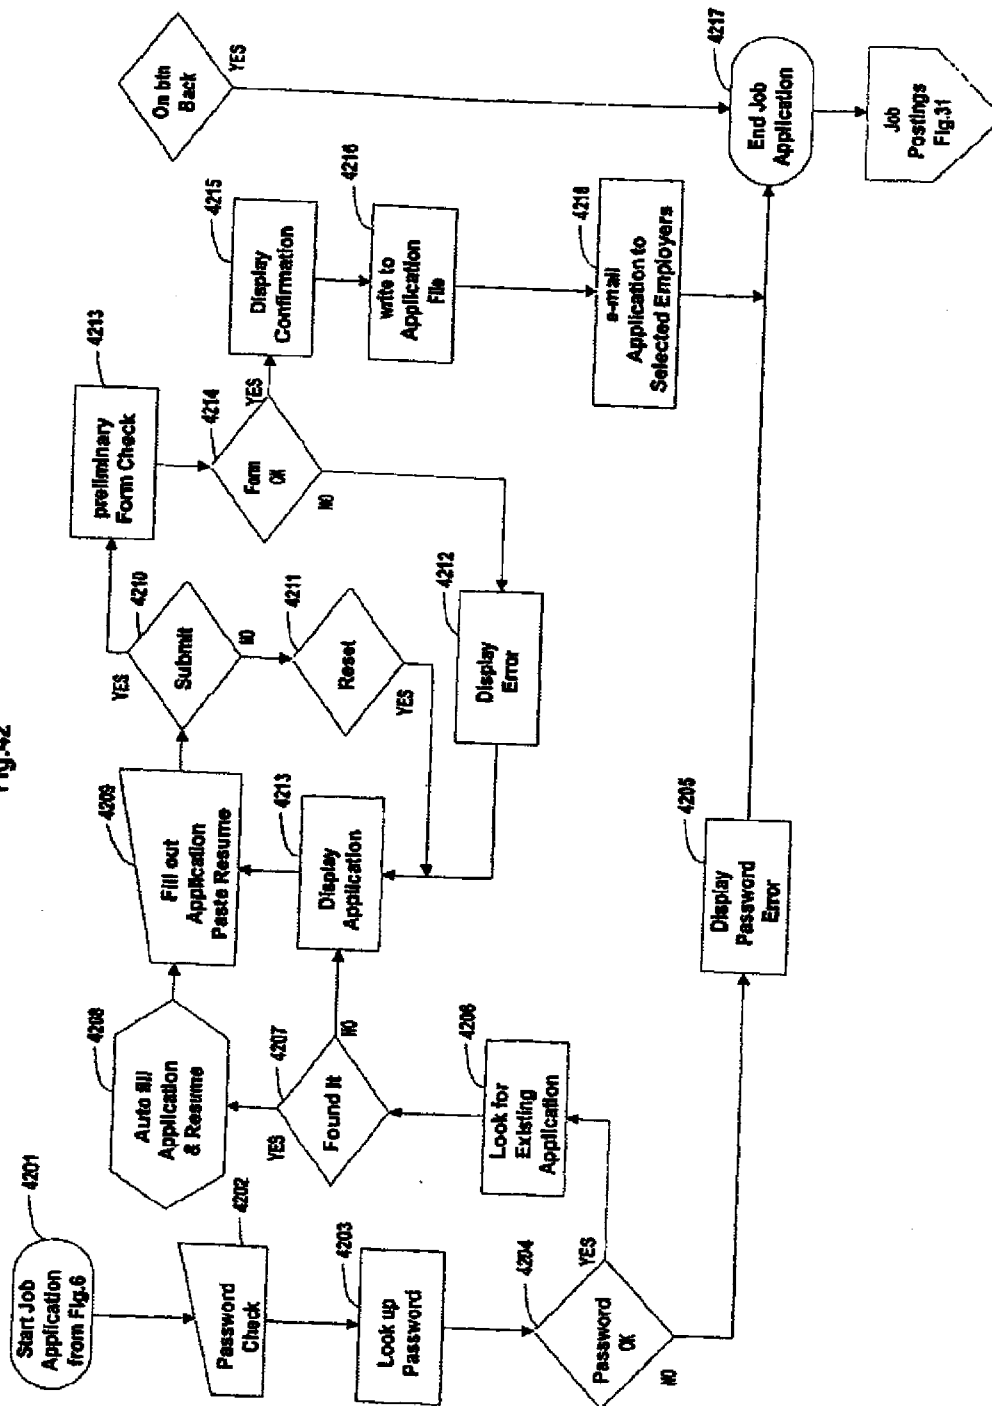 Fig.42
4201
Start Job
Application
from Fig.6
4202
Password
Check
4203
Look up
Password
4204
Password
OK
YES
NO
4205
Display
Password
Error
4206
Look for
Existing
Application
4207
Found it
YES
NO
4208
Auto fill
Application
& Resume
4209
Fill out
Application
Paste Resume
4213
Display
Application
4210
Submit
YES
NO
4211
Reset
YES
4212
Display
Error
4213
preliminary
Form Check
4214
Form
OK
YES
NO
4215
Display
Confirmation
4216
write to
Application
File
4218
e-mail
Application to
Selected Employers
On btn
Back
YES
4217
End Job
Application
Job
Postings
Fig.31